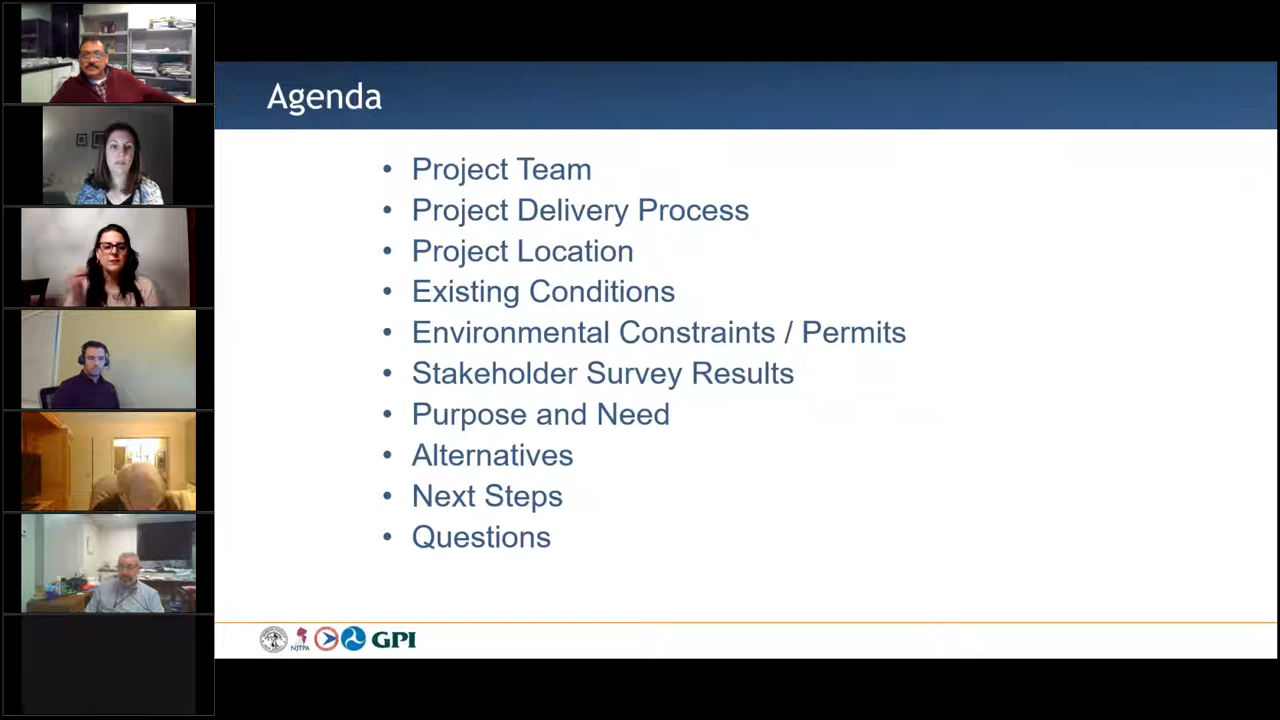 Agenda
• Project Team
• Project Delivery Process
• Project Location
• Existing Conditions
• Environmental Constraints / Permits
• Stakeholder Survey Results
• Purpose and Need
• Alternatives
• Next Steps
• Questions
NJTPA
GPI